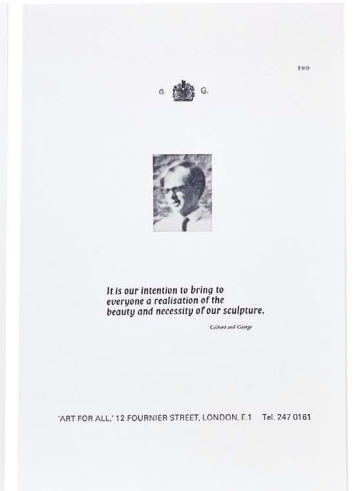 TWO
G. G.
It is our intention to bring to
everyone a realisation of the
beauty and necessity of our sculpture.
Gilbert and George
'ART FOR ALL,' 12 FOURNIER STREET, LONDON, E.1 Tel. 247 0161